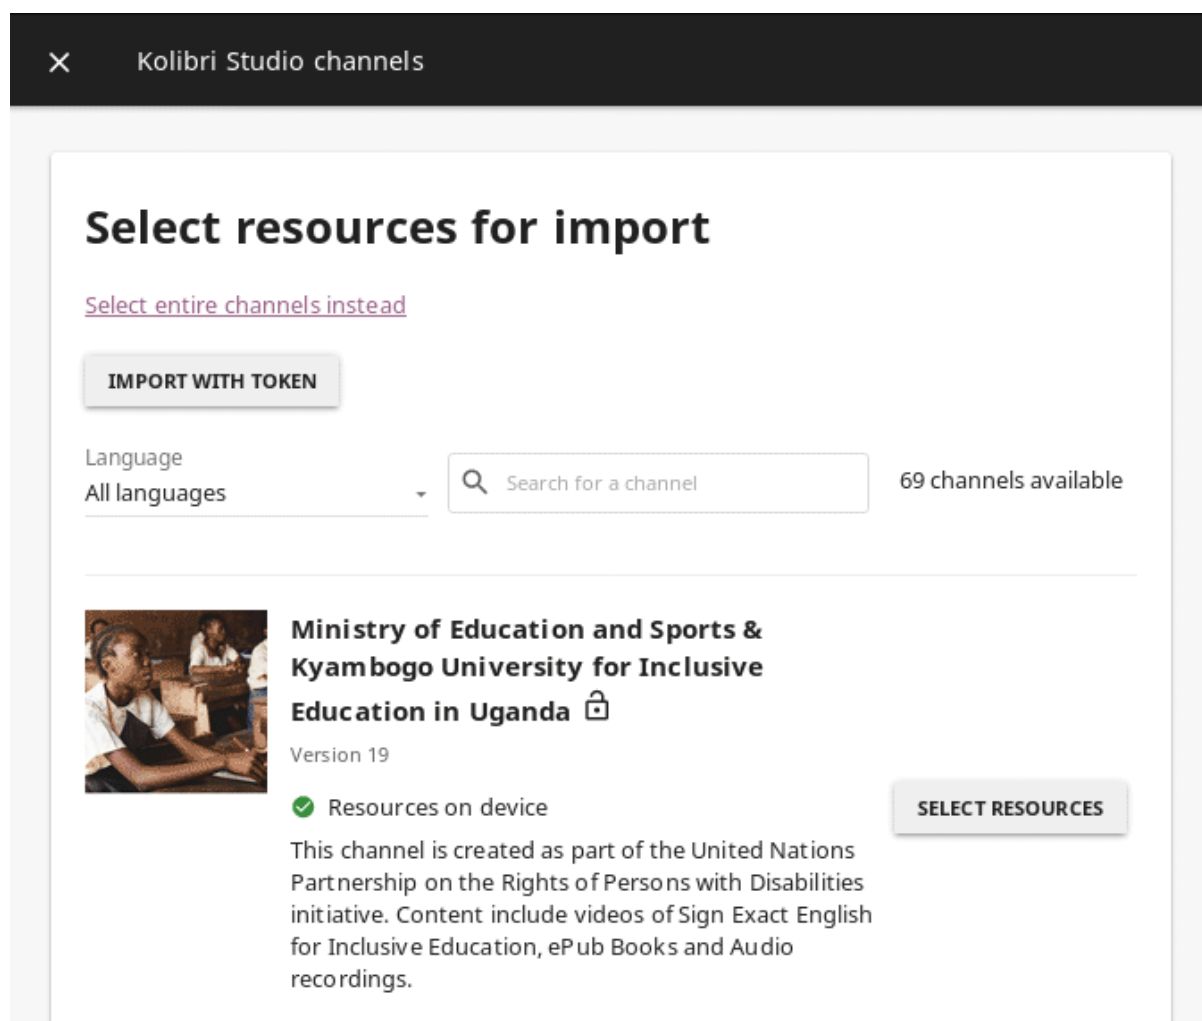 Kolibri Studio channels
Select resources for import
Select entire channels instead
IMPORT WITH TOKEN
Language
All languages
Search for a channel
69 channels available
Ministry of Education and Sports &
Kyambogo University for Inclusive
Education in Uganda
Version 19
Resources on device
SELECT RESOURCES
This channel is created as part of the United Nations
Partnership on the Rights of Persons with Disabilities
initiative. Content include videos of Sign Exact English
for Inclusive Education, ePub Books and Audio
recordings.